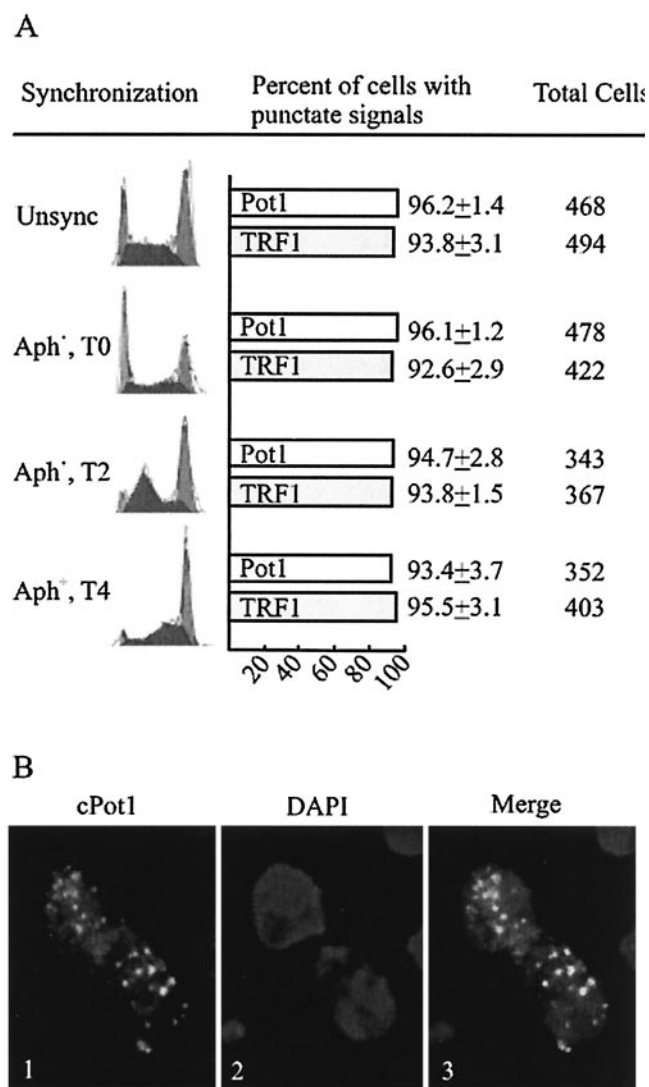 A
Synchronization Percent of cells with punctate signals Total Cells
Unsync Pot1 96.2±1.4 468
TRF1 93.8±3.1 494
Aph⁺, T0 Pot1 96.1±1.2 478
TRF1 92.6±2.9 422
Aph⁺, T2 Pot1 94.7±2.8 343
TRF1 93.8±1.5 367
Aph⁺, T4 Pot1 93.4±3.7 352
TRF1 95.5±3.1 403
20 40 60 80 100
B
cPot1 DAPI Merge
1 2 3